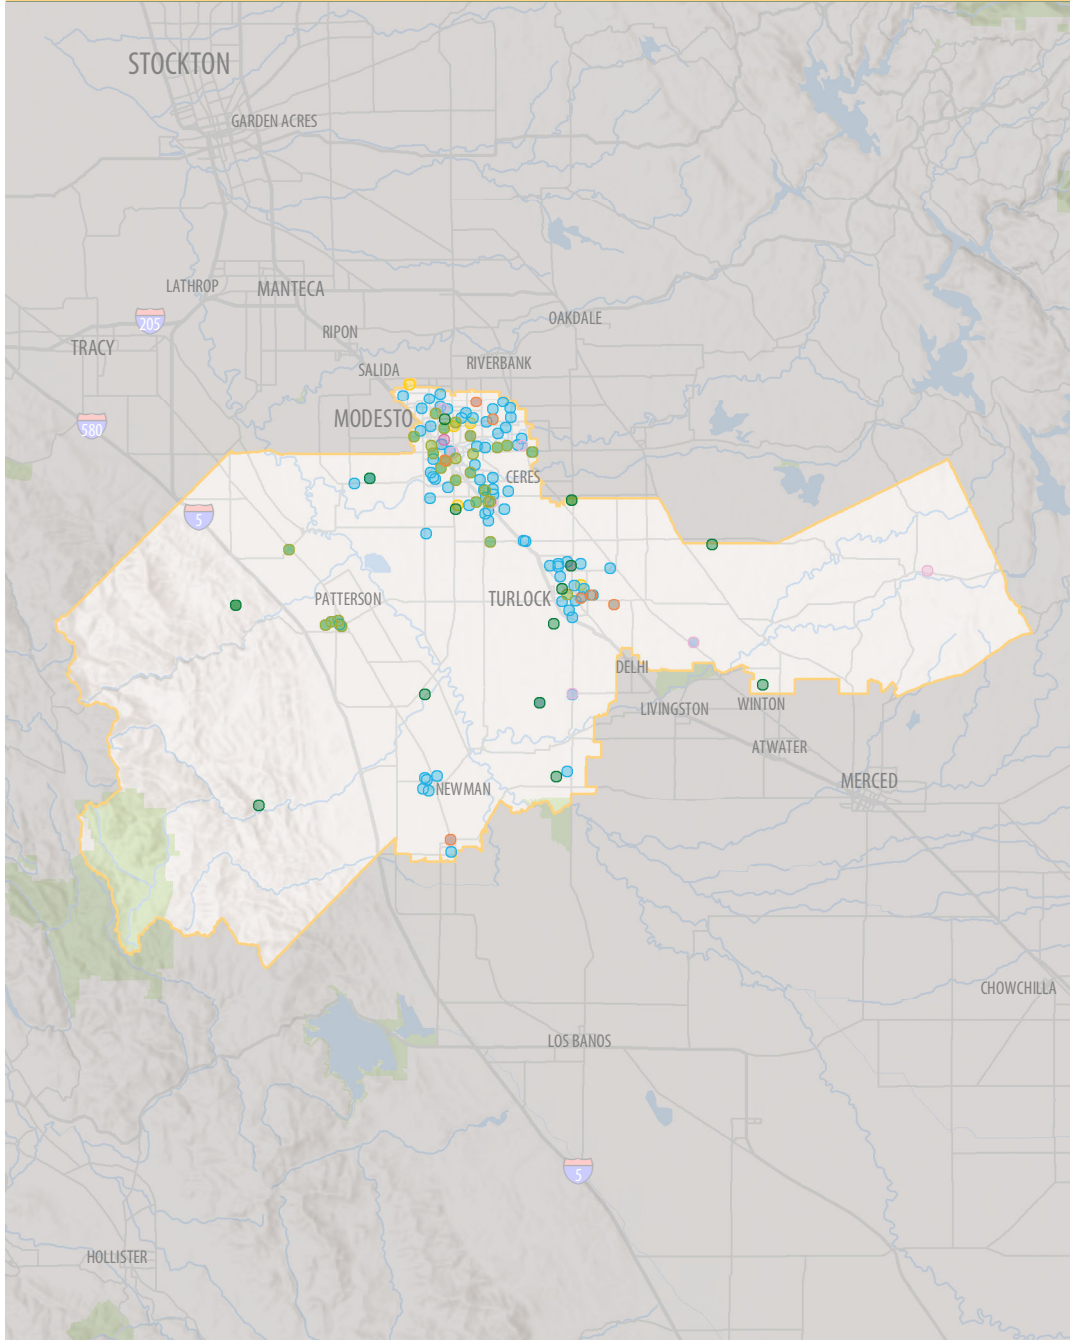 STOCKTON
GARDEN ACRES
LATHROP
MANTECA
205
RIPON
OAKDALE
TRACY
SALIDA
RIVERBANK
MODESTO
580
CERES
5
PATTERSON
TURLOCK
DELHI
LIVINGSTON
WINTON
ATWATER
MERCED
NEWMAN
CHOWCHILLA
LOS BANOS
5
HOLLISTER